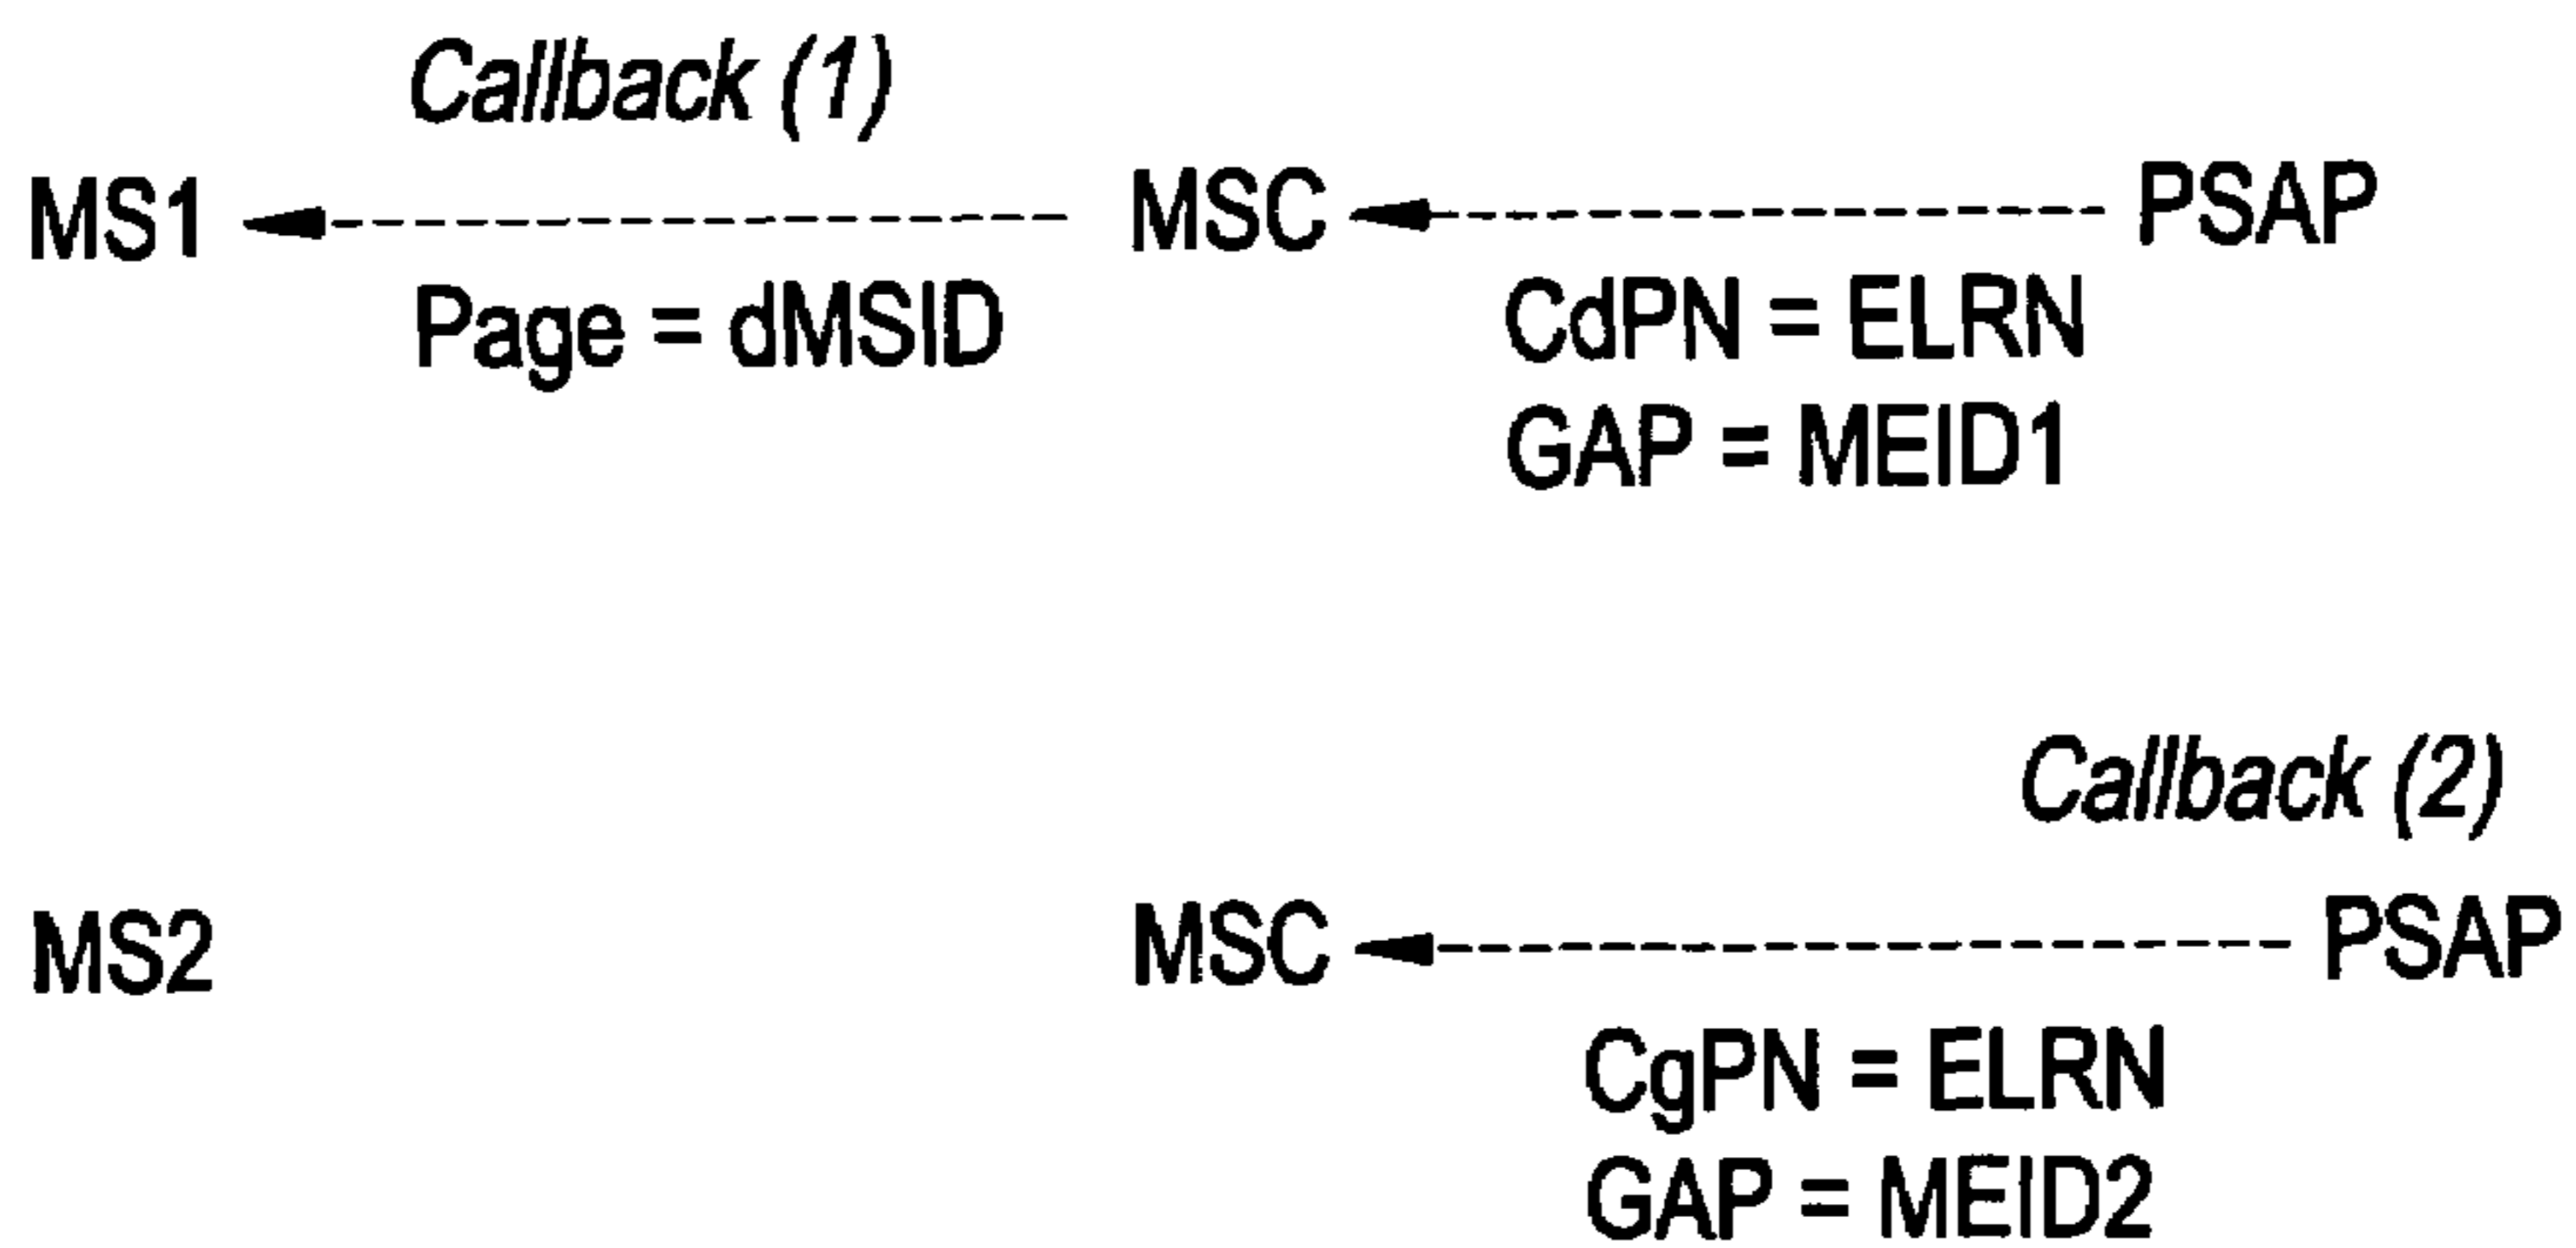 Callback (1)
MS1 MSC PSAP
Page = dMSID
CdPN = ELRN
GAP = MEID1
Callback (2)
MS2 MSC PSAP
CgPN = ELRN
GAP = MEID2